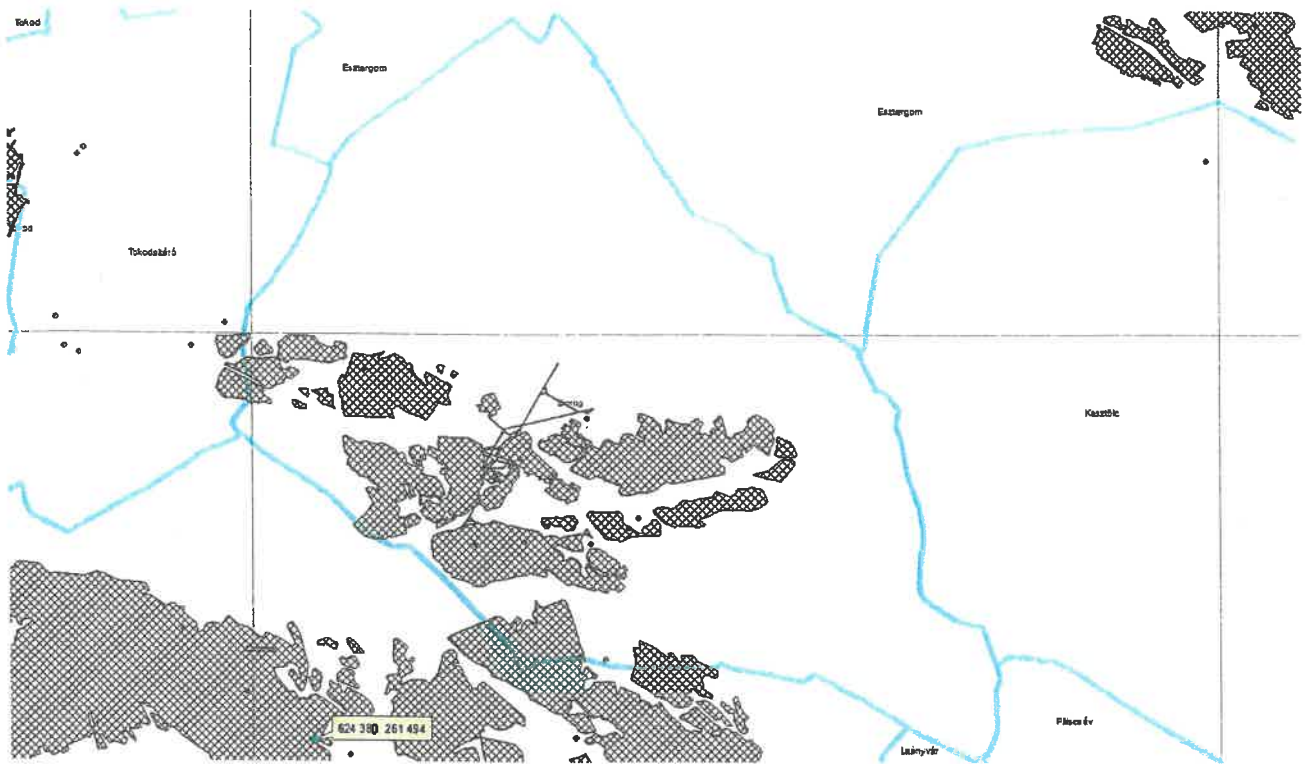 Tokod
Esztergom
Esztergom
Tokodaltáró
Kesztölc
Piliscsév
Leányvár
624 380 261 494